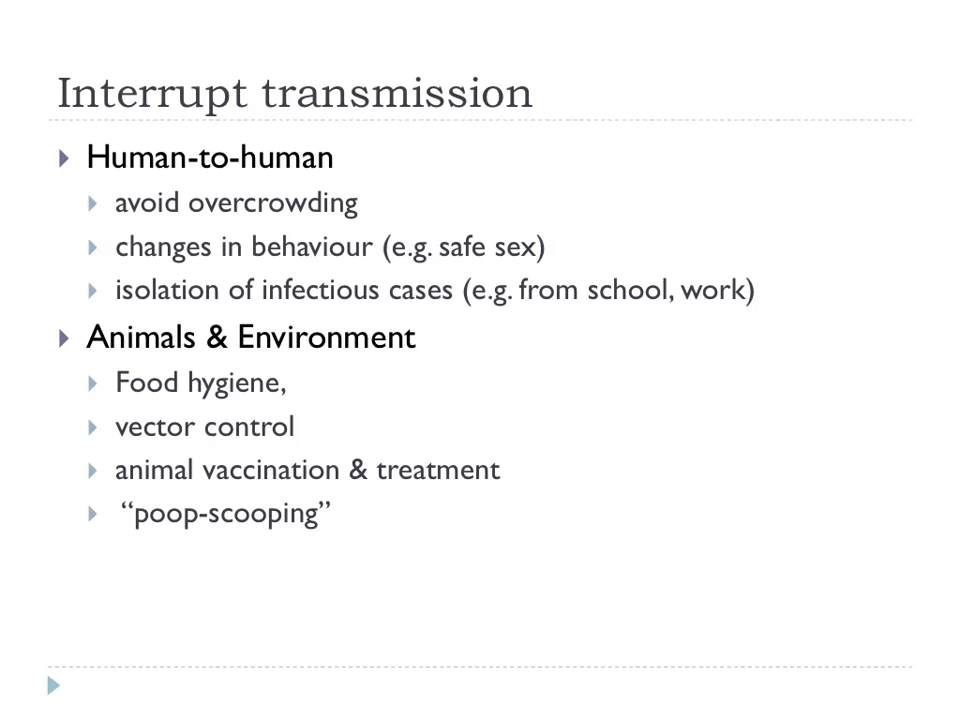 Interrupt transmission
Human-to-human
avoid overcrowding
changes in behaviour (e.g. safe sex)
isolation of infectious cases (e.g. from school, work)
Animals & Environment
Food hygiene,
vector control
animal vaccination & treatment
“poop-scooping”